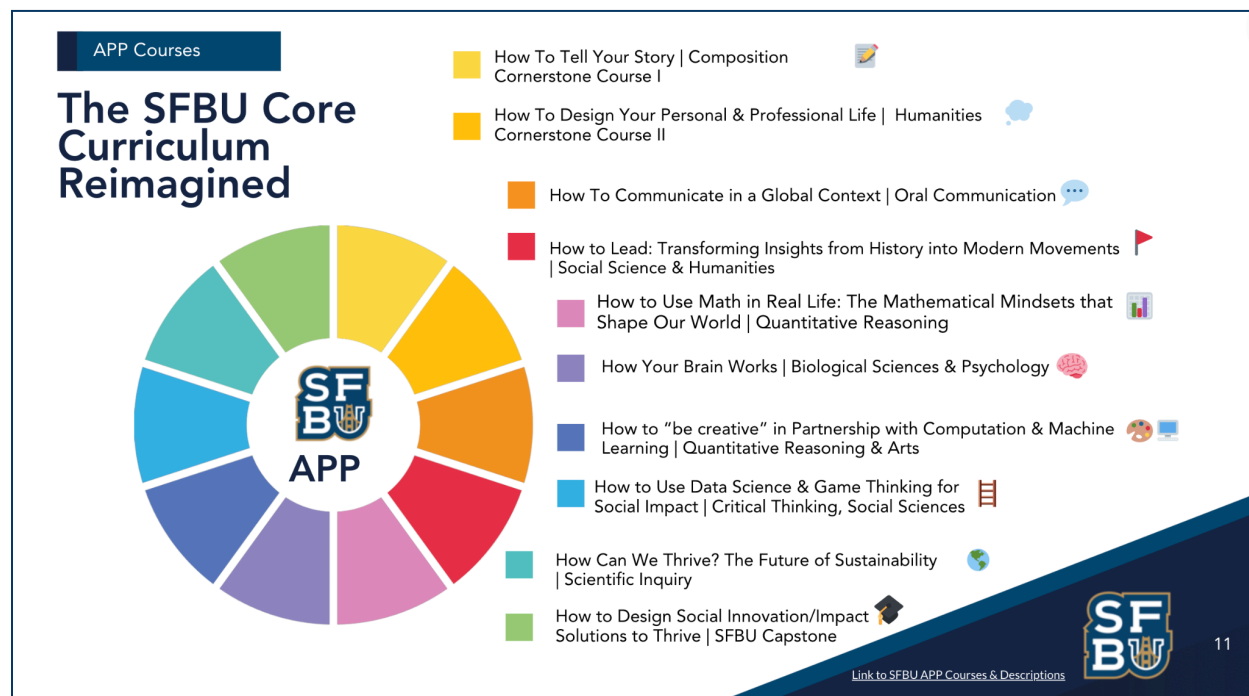 APP Courses
The SFBU Core
Curriculum
Reimagined
SF
BU
APP
How To Tell Your Story | Composition
Cornerstone Course I
How To Design Your Personal & Professional Life | Humanities
Cornerstone Course II
How To Communicate in a Global Context | Oral Communication
How to Lead: Transforming Insights from History into Modern Movements
| Social Science & Humanities
How to Use Math in Real Life: The Mathematical Mindsets that
Shape Our World | Quantitative Reasoning
How Your Brain Works | Biological Sciences & Psychology
How to “be creative” in Partnership with Computation & Machine
Learning | Quantitative Reasoning & Arts
How to Use Data Science & Game Thinking for
Social Impact | Critical Thinking, Social Sciences
How Can We Thrive? The Future of Sustainability
| Scientific Inquiry
How to Design Social Innovation/Impact
Solutions to Thrive | SFBU Capstone
SF
BU
11
Link to SFBU APP Courses & Descriptions